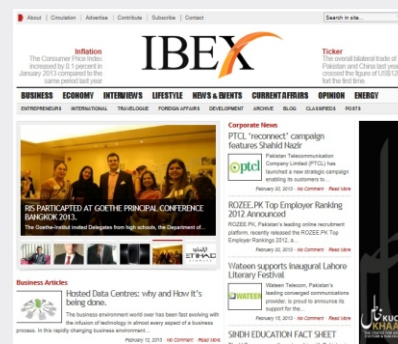 About | Circulation | Advertise | Contribute | Subscribe | Contact
Search in site...
Inflation
The Consumer Price Index
increased by 0.1 percent in
January 2013 compared to the
same period last year
IBEX
Ticker
The overall bilateral trade of
Pakistan and China last year
crossed the figure of US$12
for the first time.
BUSINESS ECONOMY INTERVIEWS LIFESTYLE NEWS & EVENTS CURRENT AFFAIRS OPINION ENERGY
ENTREPRENEURS INTERNATIONAL TRAVELOGUE FOREIGN AFFAIRS DEVELOPMENT ARCHIVE BLOG CLASSIFIEDS POSTS
RIS PARTICAPTED AT GOETHE PRINCIPAL CONFERENCE
BANGKOK 2013.
The Goethe-Institut invited Delegates from high schools, the Department of...
ETIHAD
Business Articles
Hosted Data Centres: why and How it's
being done.
The business environment world over has been fast evolving with
the infusion of technology in almost every aspect of a business
process. In this rapidly changing business environment...
February 12, 2013 - No Comment Read More
Corporate News
PTCL 'reconnect' campaign
features Shahid Nazir
ptcl
Pakistan Telecommunication
Company Limited (PTCL) has
launched a new strategic campaign
enabling its customers to...
February 22, 2013 - No Comment Read More
ROZEE.PK Top Employer Ranking
2012 Announced
ROZEE.PK, Pakistan's leading online recruitment
platform, recently released the ROZEE.PK Top
Employer Rankings 2012, a...
February 20, 2013 - No Comment Read More
Wateen supports inaugural Lahore
Literary Festival
WATEEN
Wateen Telecom, Pakistan's
leading converged communications
provider, is proud to announce its
support for the...
February 15, 2013 - No Comment Read More
SINDH EDUCATION FACT SHEET